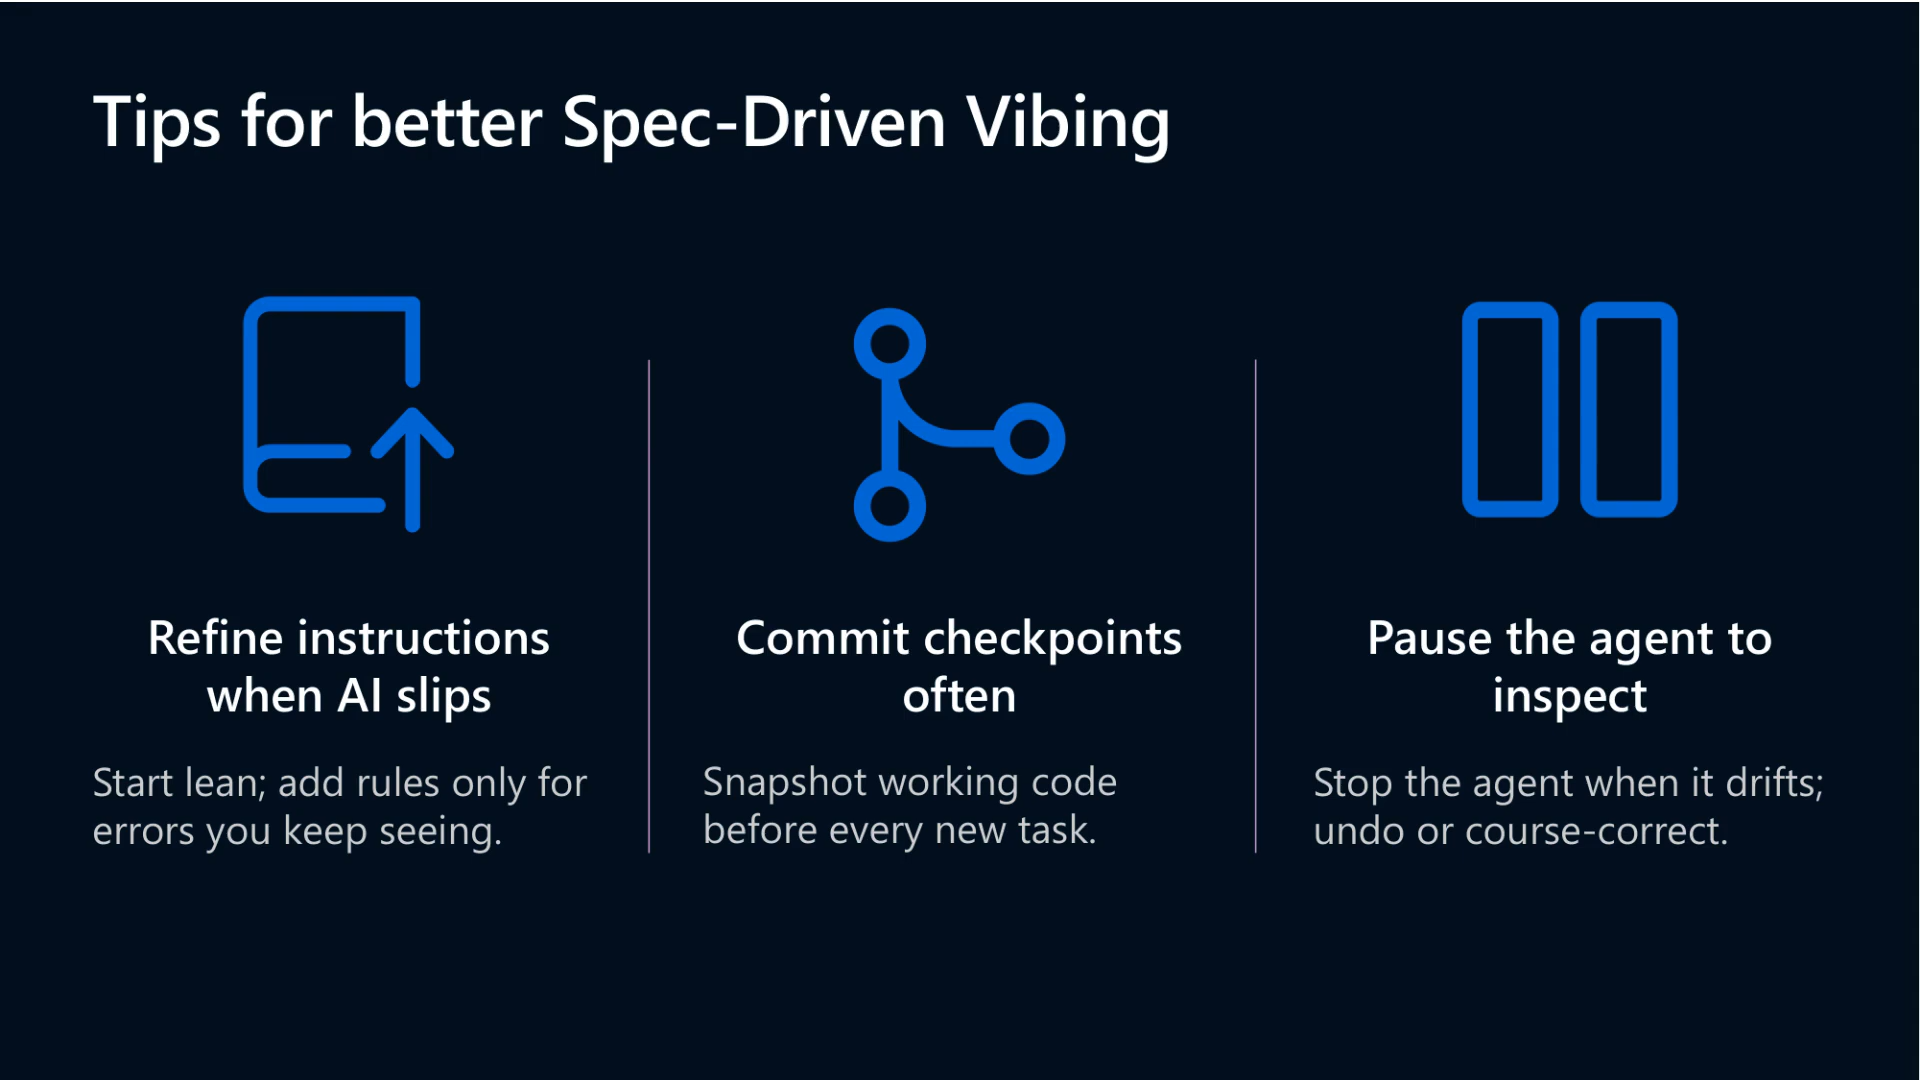 Tips for better Spec-Driven Vibing
Refine instructions
when AI slips
Start lean; add rules only for
errors you keep seeing.
Commit checkpoints
often
Snapshot working code
before every new task.
Pause the agent to
inspect
Stop the agent when it drifts;
undo or course-correct.